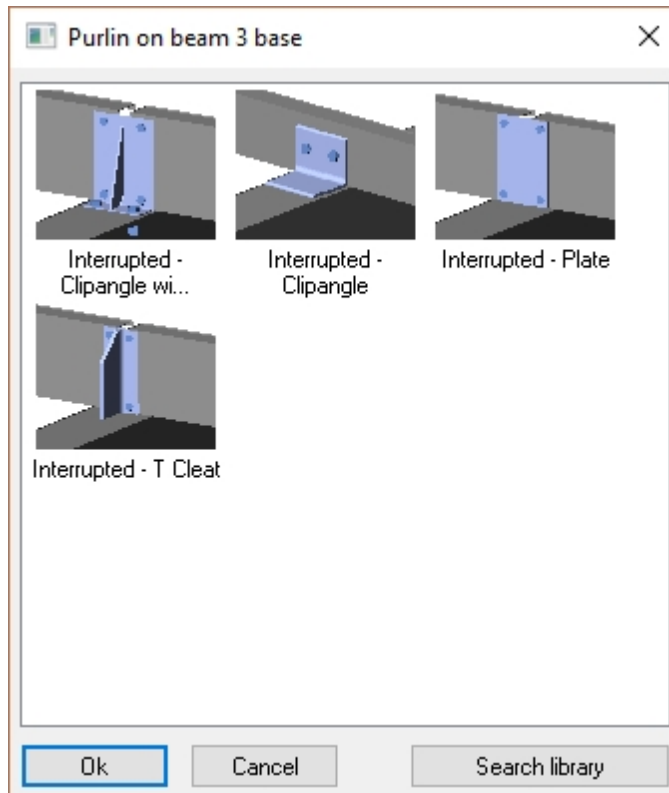 Purlin on beam 3 base
Interrupted -
Clipangle wi...
Interrupted -
Clipangle
Interrupted - Plate
Interrupted - T Cleat
Ok
Cancel
Search library